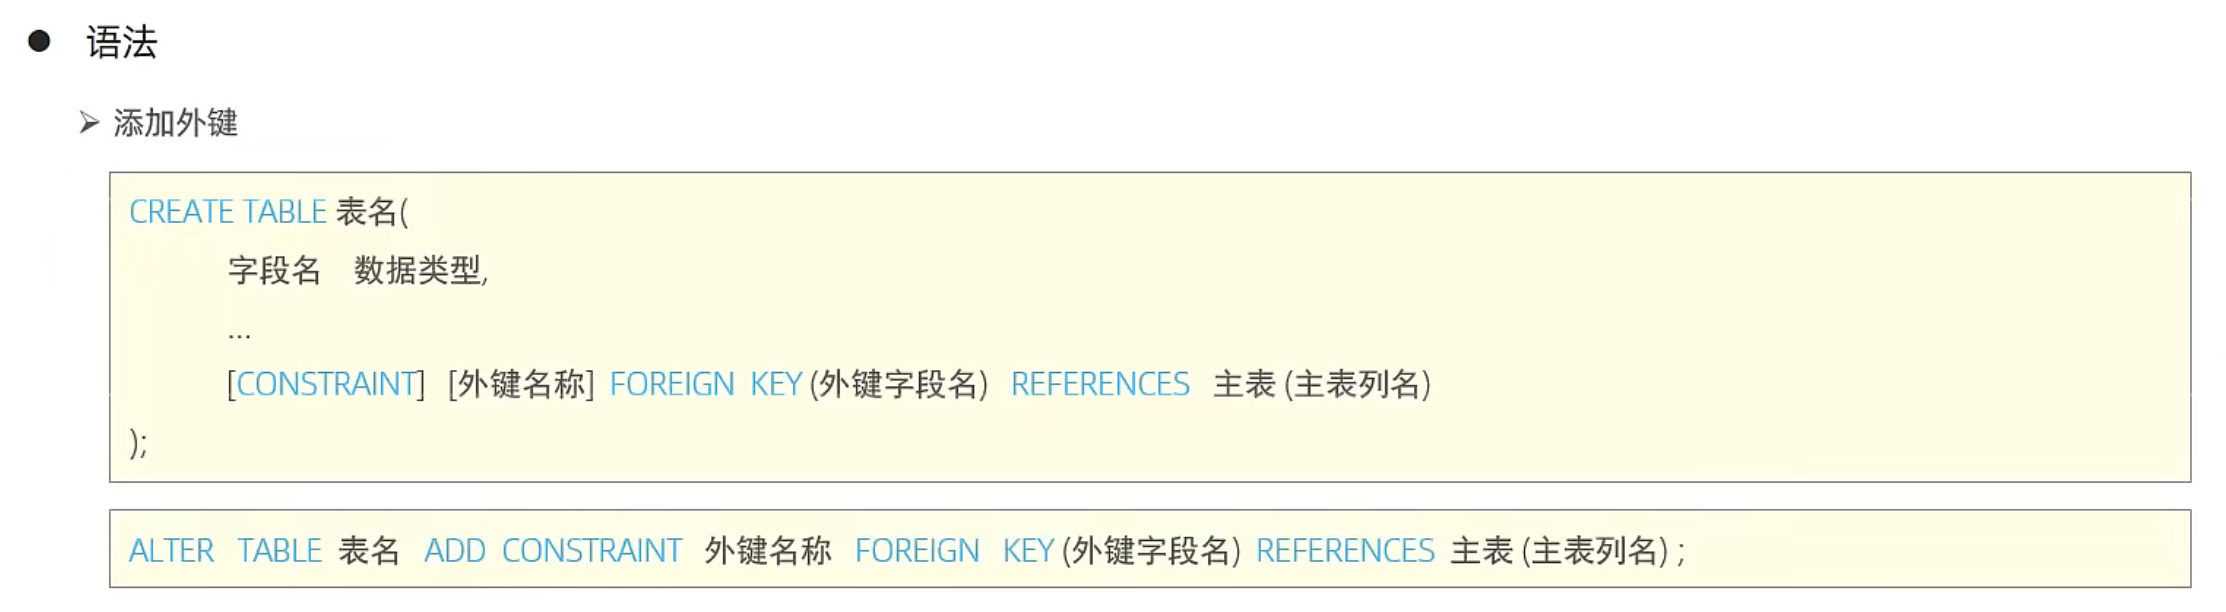 ● 语法
➢ 添加外键
CREATE TABLE 表名(
字段名 数据类型,
...
[CONSTRAINT] [外键名称] FOREIGN KEY (外键字段名) REFERENCES 主表 (主表列名)
);
ALTER TABLE 表名 ADD CONSTRAINT 外键名称 FOREIGN KEY (外键字段名) REFERENCES 主表 (主表列名) ;